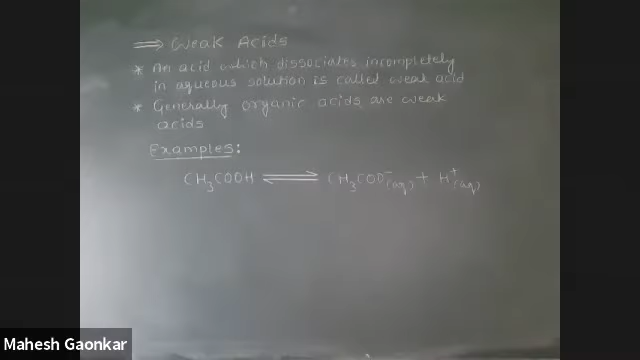 ⇒ Weak Acids
* An acid which dissociates incompletely
in aqueous solution is called weak acid
* Generally organic acids are weak
acids
Examples:
CH₃COOH ⇌ CH₃COO⁻(aq) + H⁺(aq)
Mahesh Gaonkar